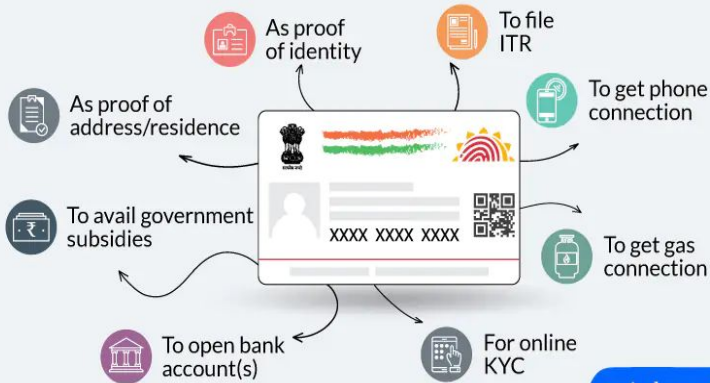 As proof
of identity
To file
ITR
As proof of
address/residence
To get phone
connection
To avail government
subsidies
XXXX XXXX XXXX
To get gas
connection
To open bank
account(s)
For online
KYC